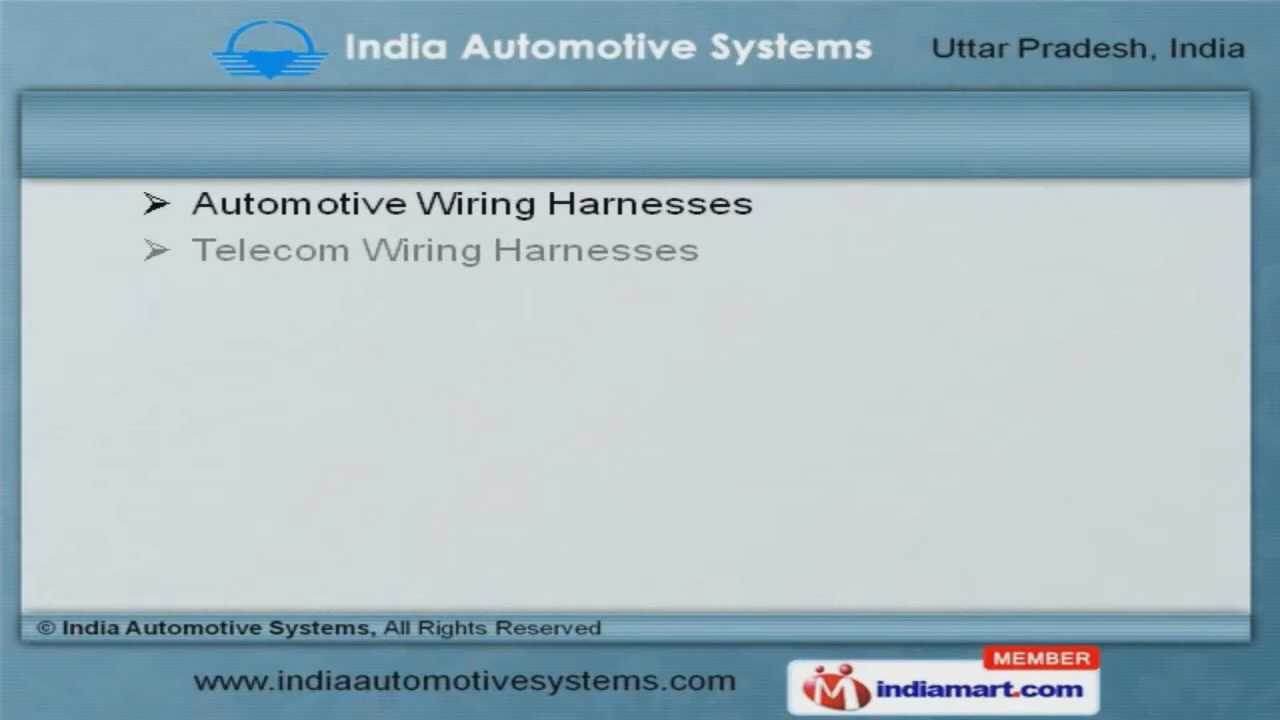 India Automotive Systems
Uttar Pradesh, India
➢ Automotive Wiring Harnesses
➢ Telecom Wiring Harnesses
© India Automotive Systems, All Rights Reserved
www.indiaautomotivesystems.com
MEMBER
indiamart.com